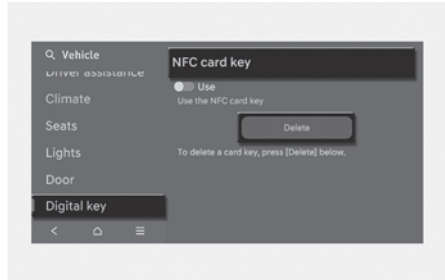 Vehicle
Driver assistance
Climate
Seats
Lights
Door
Digital key
NFC card key
Use
Use the NFC card key
Delete
To delete a card key, press [Delete] below.